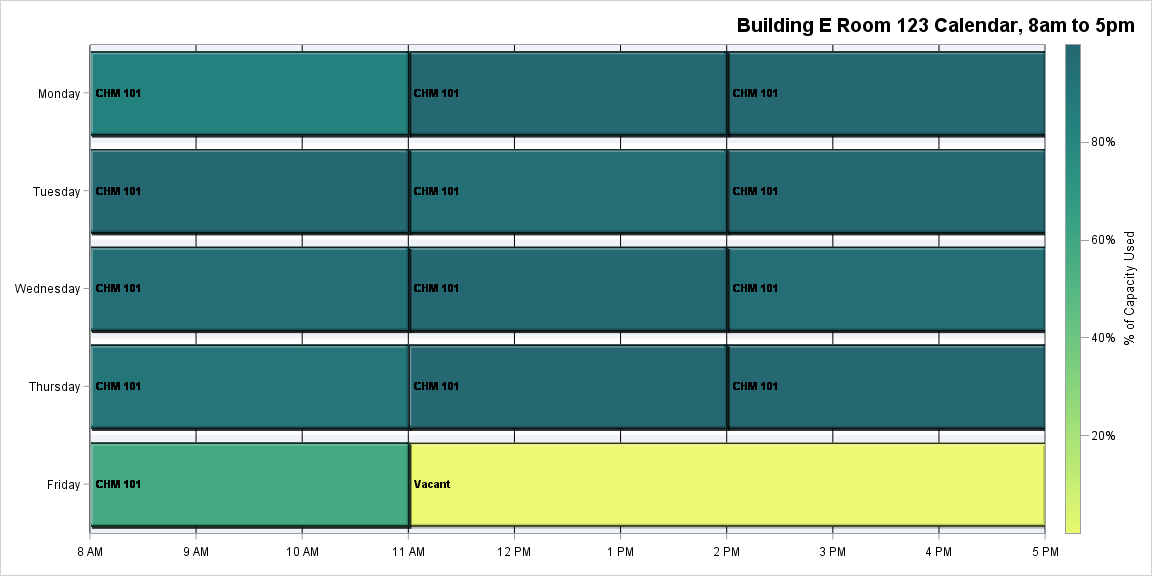 Building E Room 123 Calendar, 8am to 5pm
Monday
CHM 101
CHM 101
CHM 101
Tuesday
CHM 101
CHM 101
CHM 101
Wednesday
CHM 101
CHM 101
CHM 101
Thursday
CHM 101
CHM 101
CHM 101
Friday
CHM 101
Vacant
8 AM
9 AM
10 AM
11 AM
12 PM
1 PM
2 PM
3 PM
4 PM
5 PM
80%
60%
40%
20%
% of Capacity Used